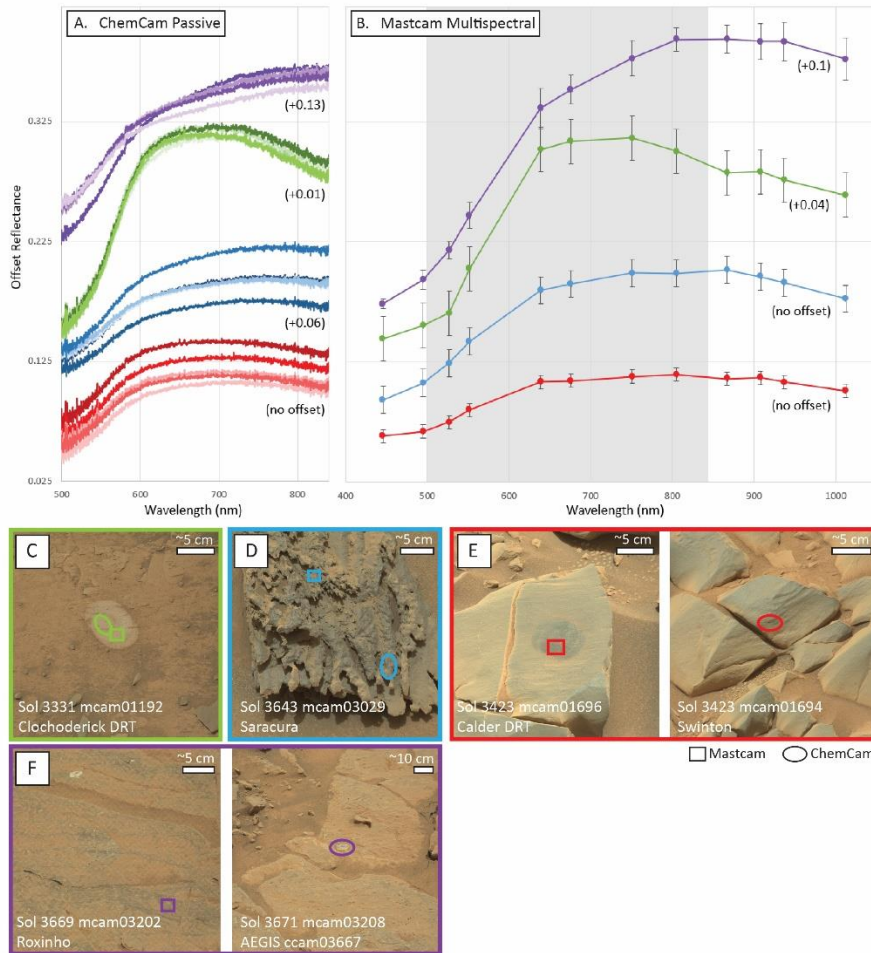 A. ChemCam Passive
B. Mastcam Multispectral
Offset Reflectance
0.325
0.225
0.125
0.025
(+0.13)
(+0.01)
(+0.06)
(no offset)
500
600
700
800
Wavelength (nm)
(+0.1)
(+0.04)
(no offset)
(no offset)
400
500
600
700
800
900
1000
Wavelength (nm)
C
~5 cm
Sol 3331 mcam01192
Clochoderick DRT
D
~5 cm
Sol 3643 mcam03029
Saracura
E
~5 cm
Sol 3423 mcam01696
Calder DRT
~5 cm
Sol 3423 mcam01694
Swinton
Mastcam
ChemCam
F
~5 cm
Sol 3669 mcam03202
Roxinho
~10 cm
Sol 3671 mcam03208
AEGIS ccam03667